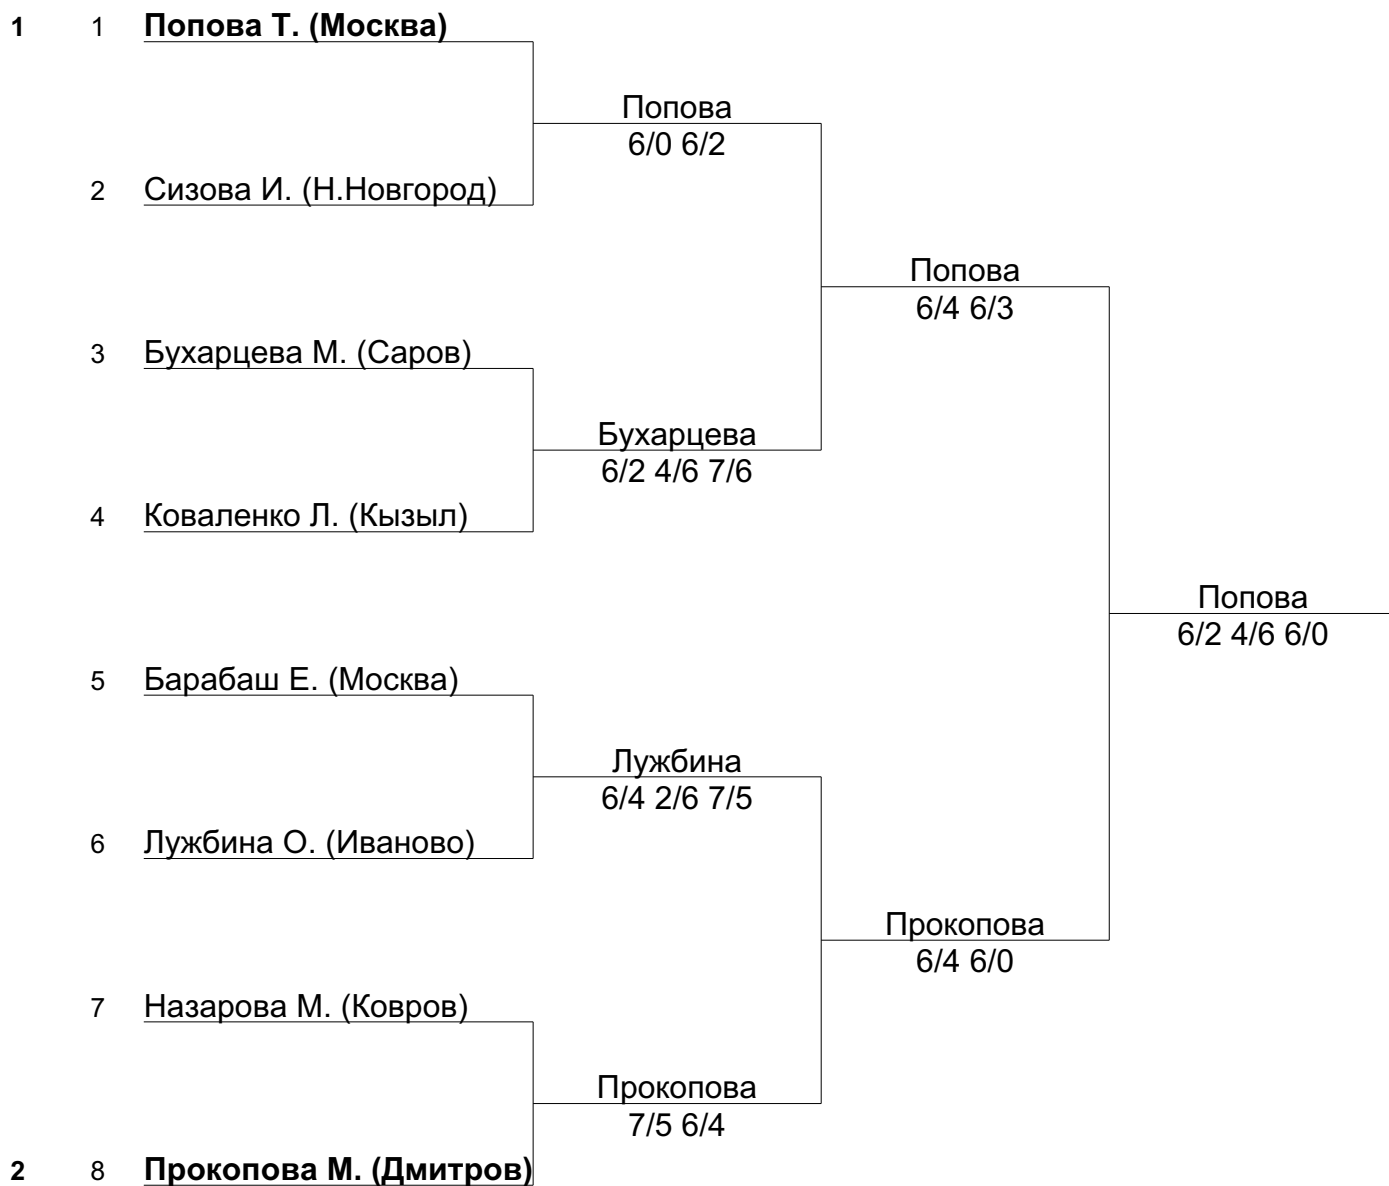 1 1 Попова Т. (Москва)
Попова
6/0 6/2
2 Сизова И. (Н.Новгород)
Попова
6/4 6/3
3 Бухарцева М. (Саров)
Бухарцева
6/2 4/6 7/6
4 Коваленко Л. (Кызыл)
Попова
6/2 4/6 6/0
5 Барабаш Е. (Москва)
Лужбина
6/4 2/6 7/5
6 Лужбина О. (Иваново)
Прокопова
6/4 6/0
7 Назарова М. (Ковров)
Прокопова
7/5 6/4
2 8 Прокопова М. (Дмитров)